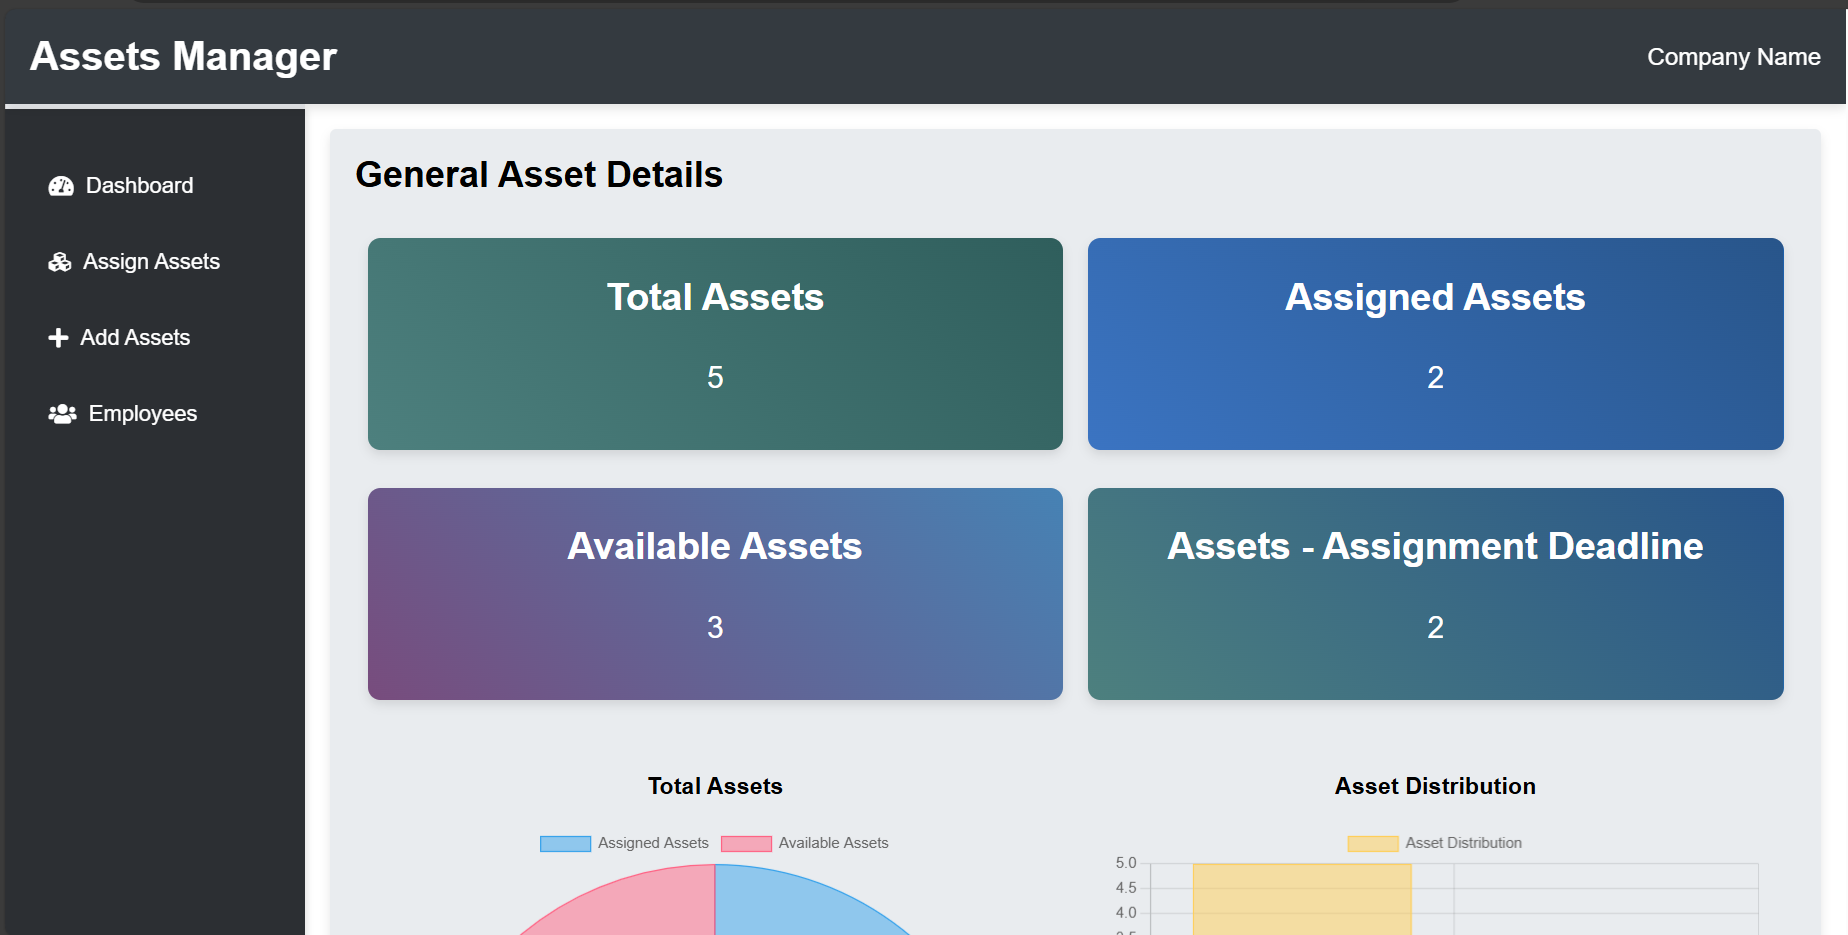 Assets Manager
Company Name
Dashboard
Assign Assets
Add Assets
Employees
General Asset Details
Total Assets
5
Assigned Assets
2
Available Assets
3
Assets - Assignment Deadline
2
Total Assets
Assigned Assets
Available Assets
Asset Distribution
Asset Distribution
5.0
4.5
4.0